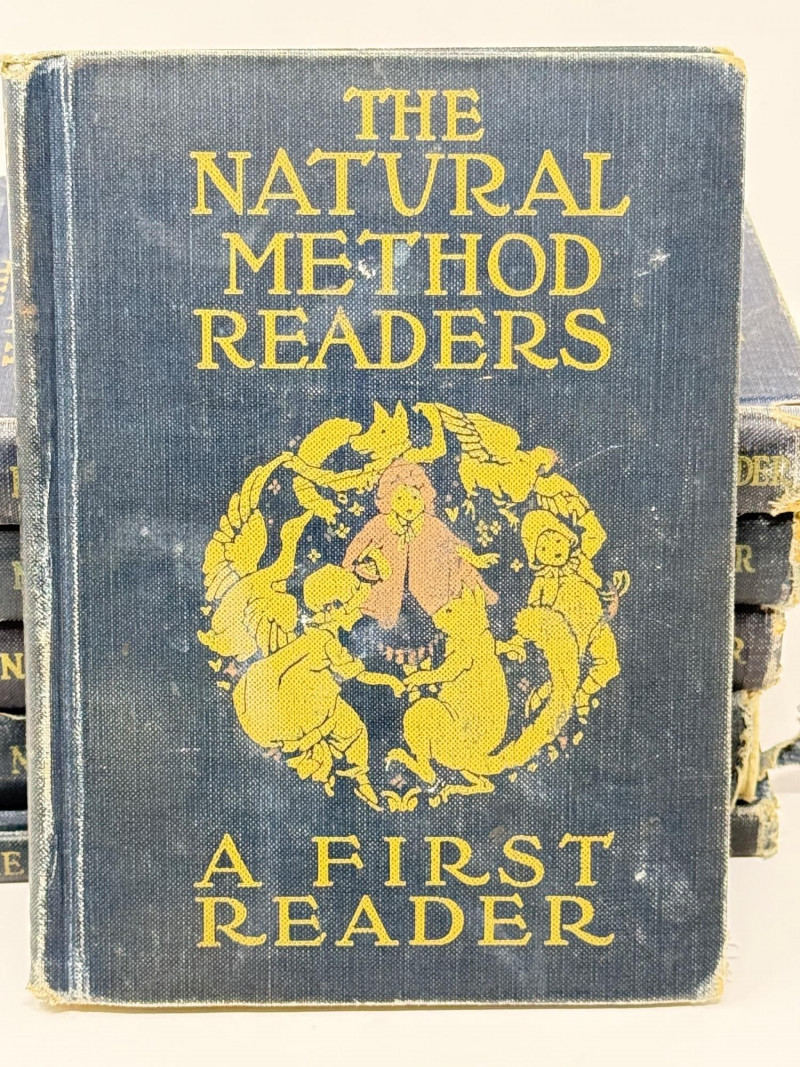 THE
NATURAL
METHOD
READERS
A FIRST
READER